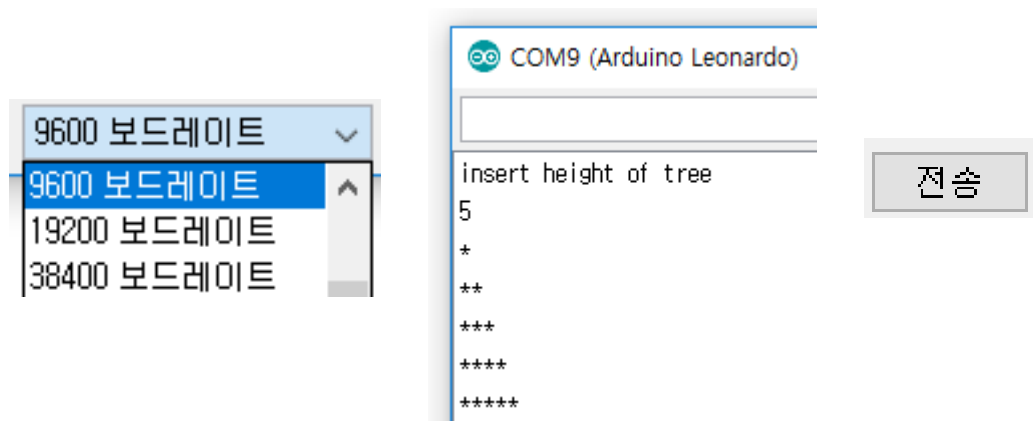 9600 보드레이트
9600 보드레이트
19200 보드레이트
38400 보드레이트
COM9 (Arduino Leonardo)
insert height of tree
5
*
**
***
****
*****
전송